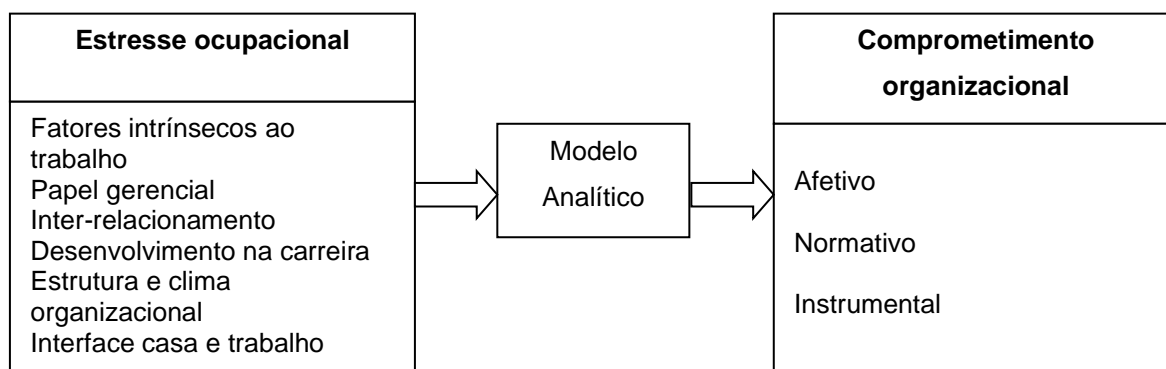 Estresse ocupacional
Fatores intrínsecos ao
trabalho
Papel gerencial
Inter-relacionamento
Desenvolvimento na carreira
Estrutura e clima
organizacional
Interface casa e trabalho
Modelo
Analítico
Comprometimento
organizacional
Afetivo
Normativo
Instrumental